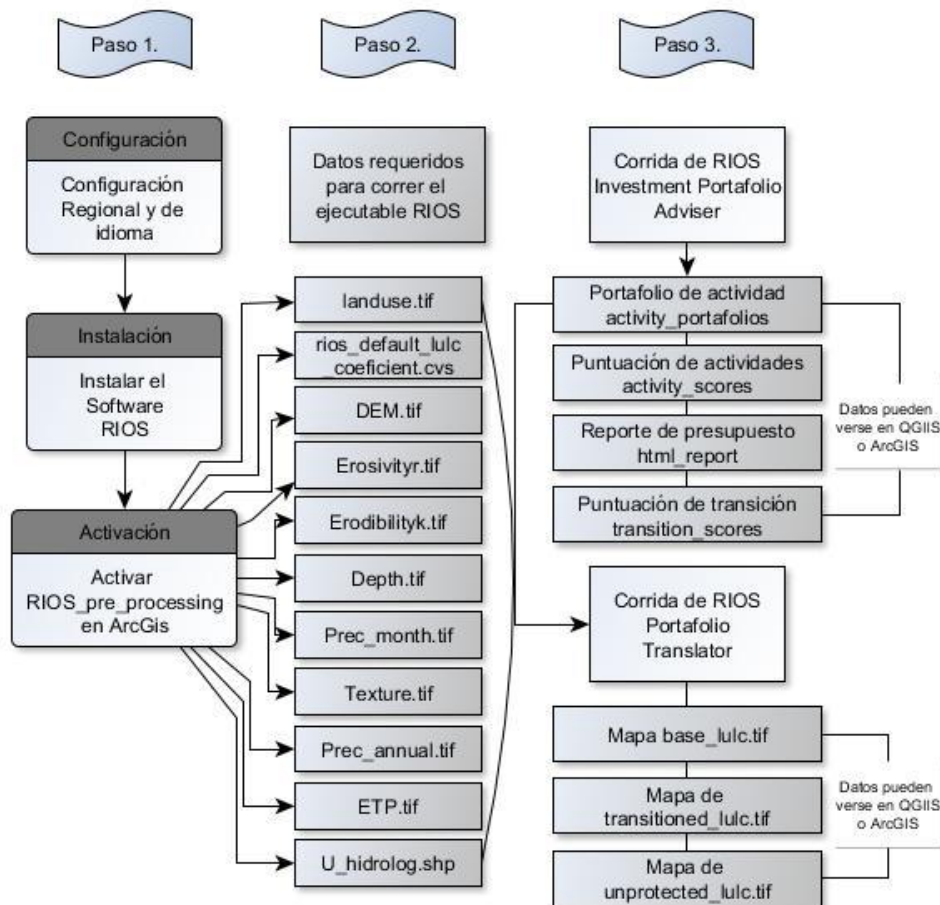 Paso 1.
Paso 2.
Paso 3.
Configuración
Configuración
Regional y de
idioma
Instalación
Instalar el
Software
RIOS
Activación
Activar
RIOS_pre_processing
en ArcGis
Datos requeridos
para correr el
ejecutable RIOS
landuse.tif
rios_default_lulc
_coeficient.cvs
DEM.tif
Erosivityr.tif
Erodibilityk.tif
Depth.tif
Prec_month.tif
Texture.tif
Prec_annual.tif
ETP.tif
U_hidrolog.shp
Corrida de RIOS
Investment Portafolio
Adviser
Portafolio de actividad
activity_portafolios
Puntuación de actividades
activity_scores
Reporte de presupuesto
html_report
Puntuación de transición
transition_scores
Datos pueden
verse en QGIIS
o ArcGIS
Corrida de RIOS
Portafolio
Translator
Mapa base_lulc.tif
Mapa de
transitioned_lulc.tif
Mapa de
unprotected_lulc.tif
Datos pueden
verse en QGIIS
o ArcGIS